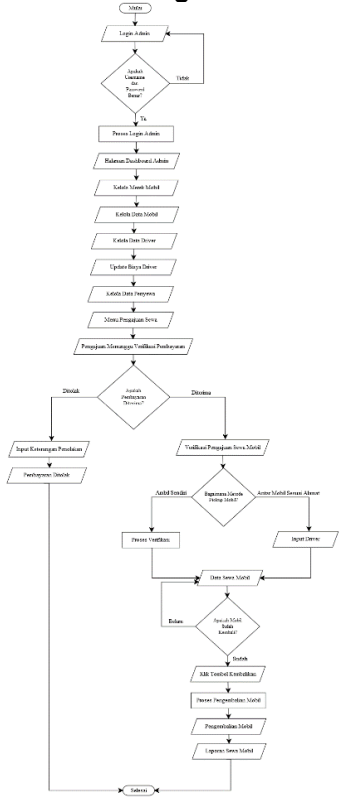 Mulai
Login Admin
Apakah
Username
dan
Password
Benar?
Tidak
Ya
Proses Login Admin
Halaman Dashboard Admin
Kelola Merek Mobil
Kelola Data Mobil
Kelola Data Driver
Update Biaya Driver
Kelola Data Penyewa
Menu Pengajuan Sewa
Pengajuan Menunggu Verifikasi Pembayaran
Apakah
Pembayaran
Diterima?
Ditolak
Diterima
Input Keterangan Penolakan
Pembayaran Ditolak
Verifikasi Pengajuan Sewa Mobil
Bagaimana Metode
Pickup Mobil?
Ambil Sendiri
Antar Mobil Sesuai Alamat
Proses Verifikasi
Input Driver
Data Sewa Mobil
Apakah Mobil
Sudah
Kembali?
Belum
Sudah
Klik Tombol Kembalikan
Proses Pengembalian Mobil
Pengembalian Mobil
Laporan Sewa Mobil
Selesai